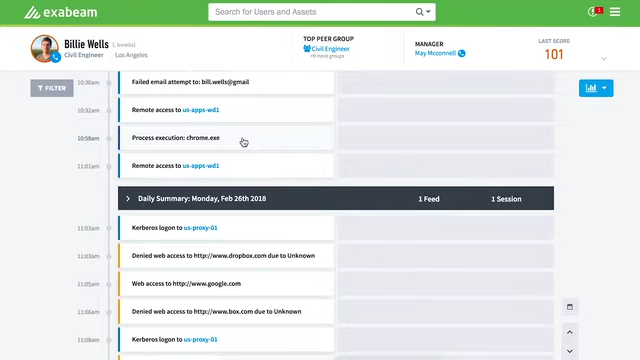 exabeam
Search for Users and Assets
1
Billie Wells
Civil Engineer
Los Angeles
TOP PEER GROUP
Civil Engineer
+9 more groups
MANAGER
May Mcconnell
LAST SCORE
101
FILTER
10:30am Failed email attempt to: bill.wells@gmail
10:32am Remote access to us-apps-wd1
10:59am Process execution: chrome.exe
11:01am Remote access to us-apps-wd1
Daily Summary: Monday, Feb 26th 2018 1 Feed 1 Session
11:03am Kerberos logon to us-proxy-01
11:03am Denied web access to http://www.dropbox.com due to Unknown
11:05am Web access to http://www.google.com
11:06am Denied web access to http://www.box.com due to Unknown
11:08am Kerberos logon to us-proxy-01